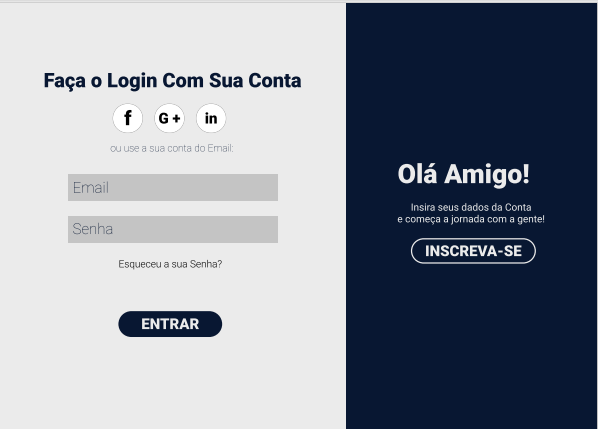 Faça o Login Com Sua Conta
f G + in
ou use a sua conta do Email:
Email
Senha
Esqueceu a sua Senha?
ENTRAR
Olá Amigo!
Insira seus dados da Conta
e começa a jornada com a gente!
INSCREVA-SE